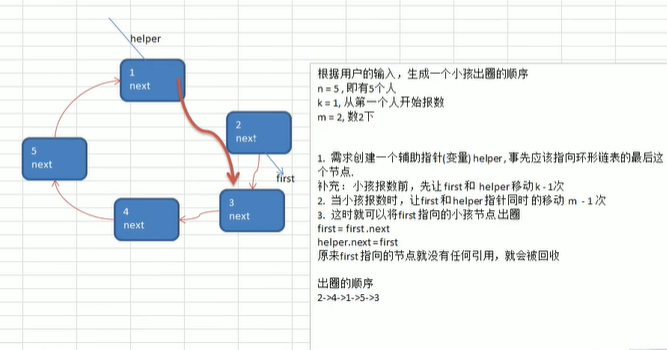 helper
1
next
2
next
first
5
next
3
next
4
next
根据用户的输入，生成一个小孩出圈的顺序
n = 5 , 即有5个人
k = 1, 从第一个人开始报数
m = 2, 数2下
1. 需求创建一个辅助指针(变量) helper , 事先应该指向环形链表的最后这
个节点.
补充： 小孩报数前，先让 first 和 helper 移动 k - 1次
2. 当小孩报数时，让first 和 helper 指针同时 的移动 m - 1 次
3. 这时就可以将first 指向的小孩节点 出圈
first = first .next
helper.next = first
原来first 指向的节点就没有任何引用，就会被回收
出圈的顺序
2->4->1->5->3